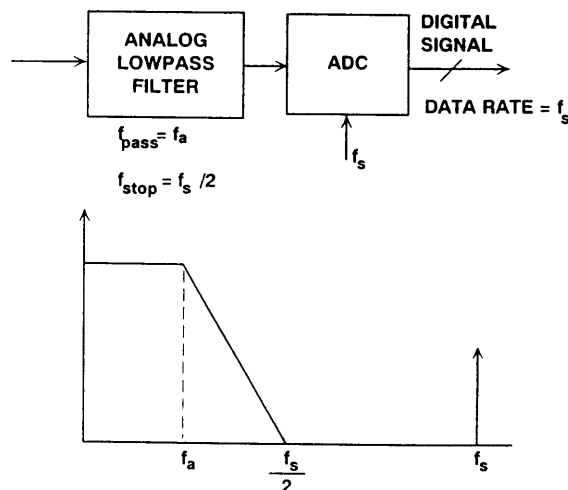 ANALOG
LOWPASS
FILTER
ADC
DIGITAL
SIGNAL
DATA RATE = fs
fpass = fa
fs
fstop = fs /2
fa
fs
2
fs